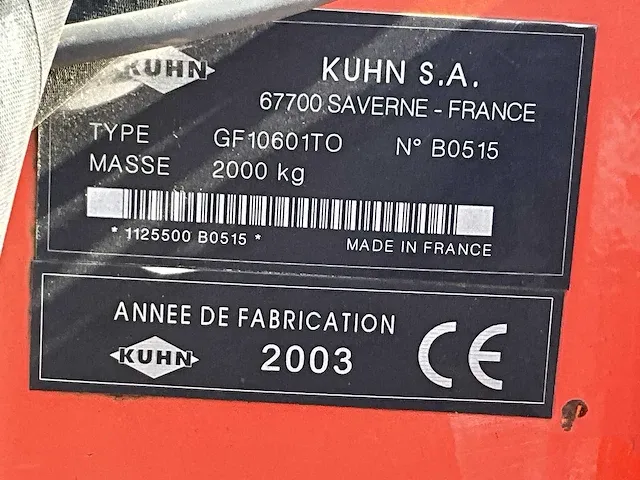 KUHN
KUHN S.A.
67700 SAVERNE - FRANCE
TYPE GF10601TO N° B0515
MASSE 2000 kg
* 1125500 B0515 * MADE IN FRANCE
ANNEE DE FABRICATION
KUHN 2003 CE